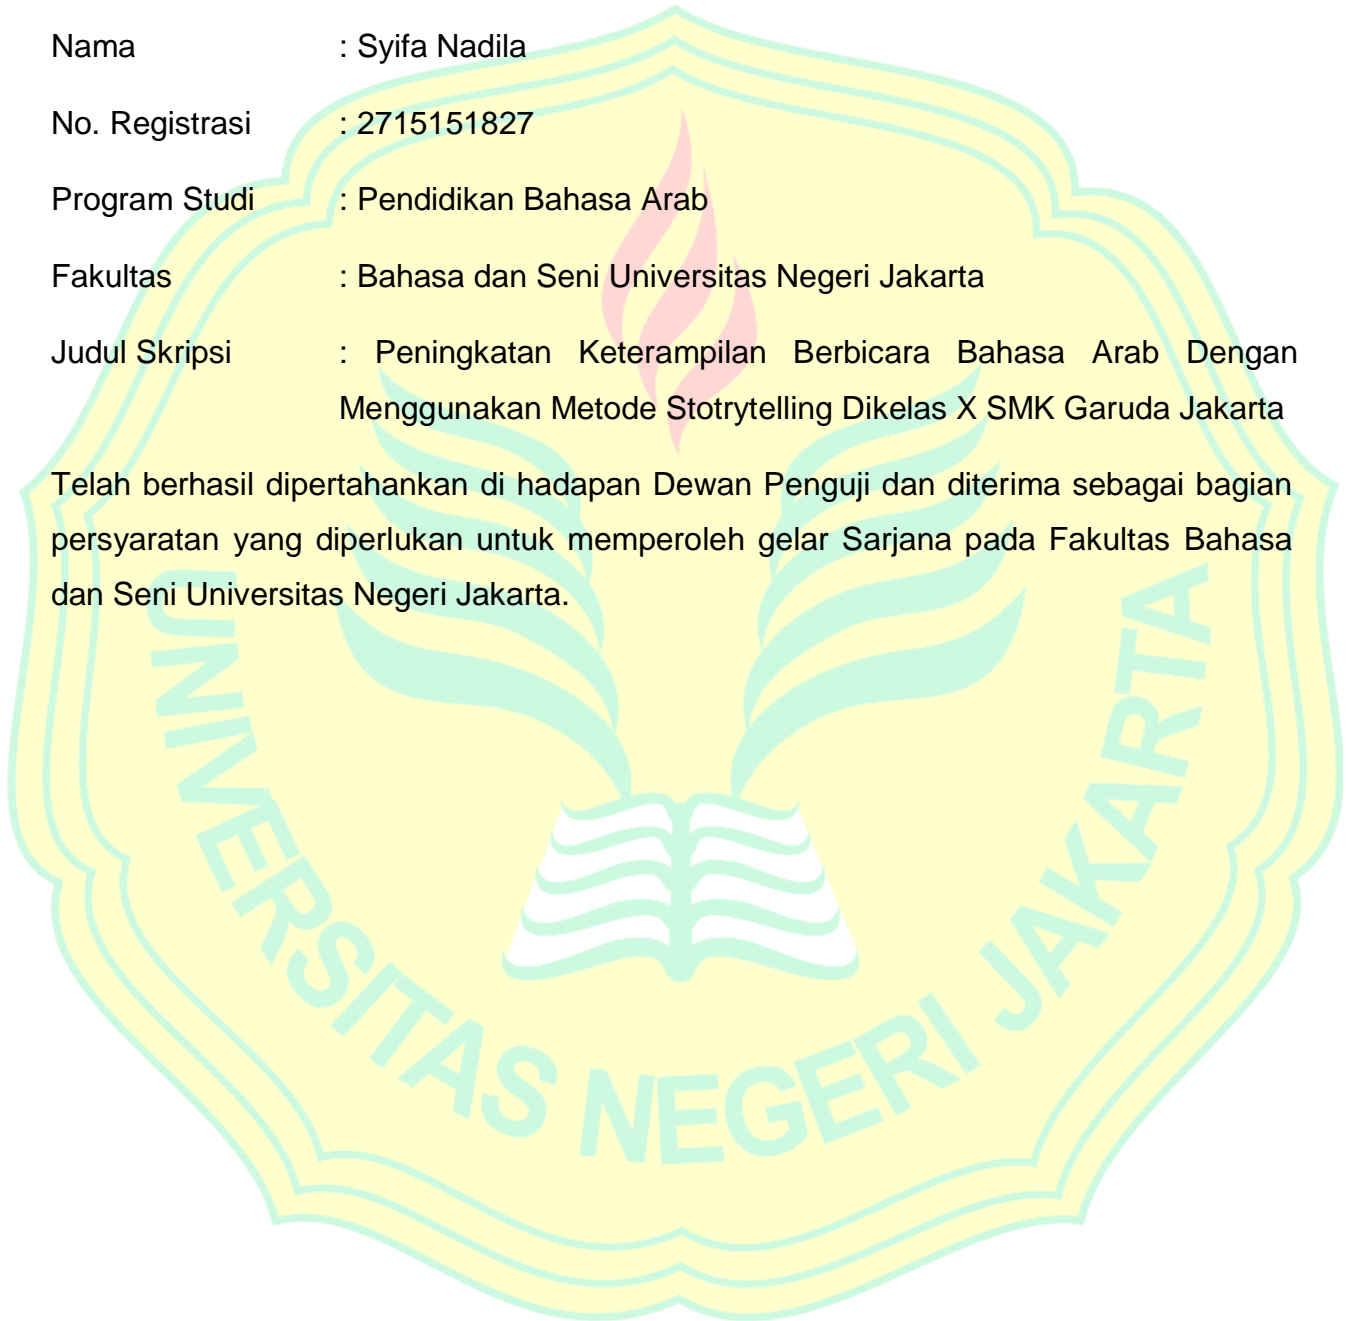 Nama : Syifa Nadila
No. Registrasi : 2715151827
Program Studi : Pendidikan Bahasa Arab
Fakultas : Bahasa dan Seni Universitas Negeri Jakarta
Judul Skripsi : Peningkatan Keterampilan Berbicara Bahasa Arab Dengan
Menggunakan Metode Stotrytelling Dikelas X SMK Garuda Jakarta
Telah berhasil dipertahankan di hadapan Dewan Penguji dan diterima sebagai bagian
persyaratan yang diperlukan untuk memperoleh gelar Sarjana pada Fakultas Bahasa
dan Seni Universitas Negeri Jakarta.
UNIVERSITAS NEGERI JAKARTA